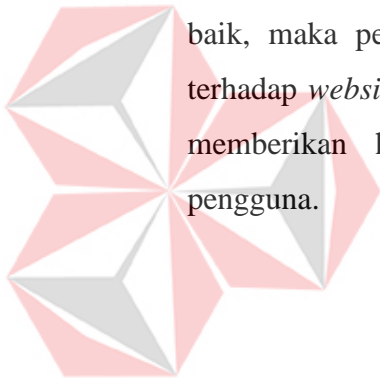 baik, maka pe
terhadap websi
memberikan
pengguna.